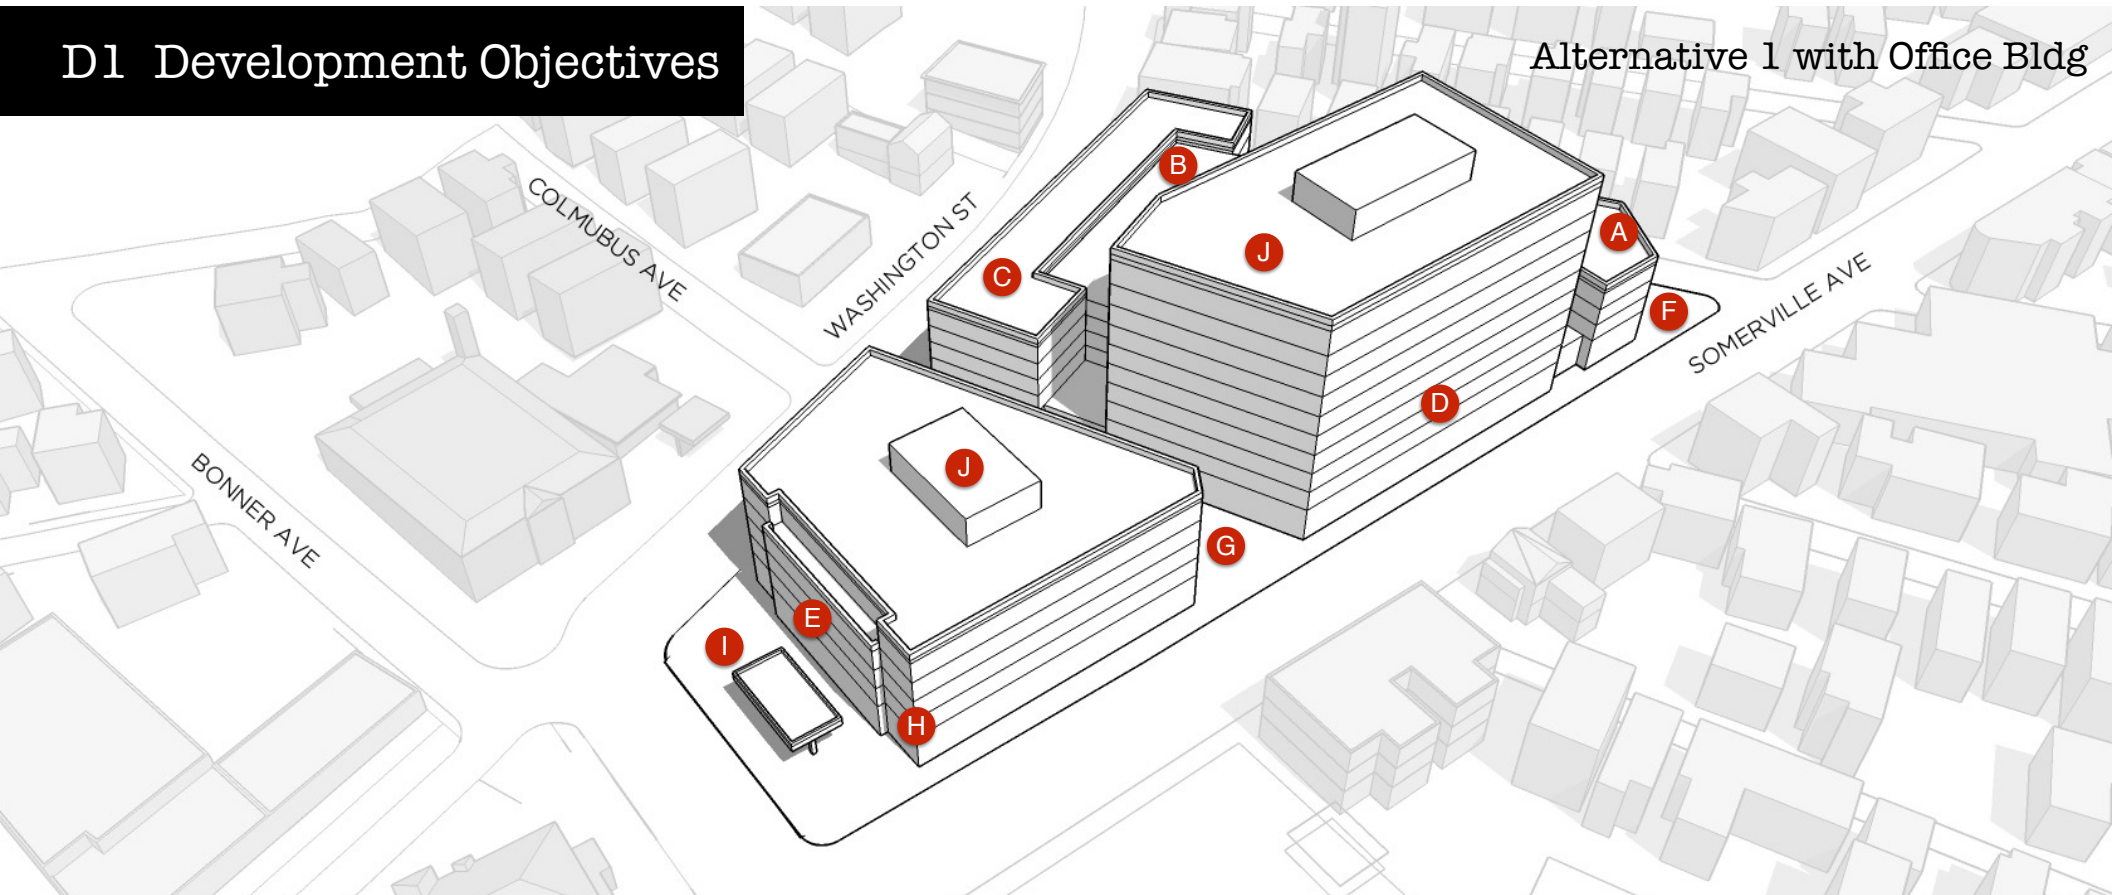 D1 Development Objectives
Alternative 1 with Office Bldg
COLMUBUS AVE
WASHINGTON ST
BONNER AVE
SOMERVILLE AVE
B
A
J
C
F
D
J
G
E
I
H